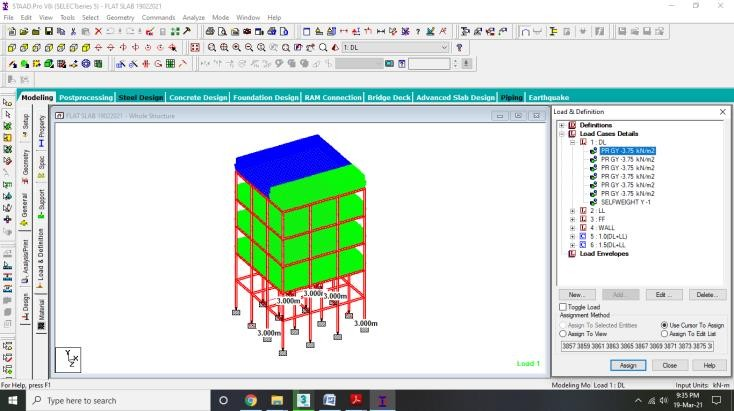 STAAD.Pro V8i (SELECTseries 5) - FLAT SLAB 19022021
File Edit View Tools Select Geometry Commands Analyze Mode Window Help
1: DL
Modeling Postprocessing Steel Design Concrete Design Foundation Design RAM Connection Bridge Deck Advanced Slab Design Piping Earthquake
FLAT SLAB 19022021 - Whole Structure
Setup
Geometry
General
Analysis/Print
Design
Property
Spec
Support
Load & Definition
Material
3.000m
3.000m
3.000m
3.000m
3.000m
Y
X
Z
Load 1
Load & Definition
Definitions
Load Cases Details
1 : DL
PR GY -3.75 kN/m2
PR GY -3.75 kN/m2
PR GY -3.75 kN/m2
PR GY -3.75 kN/m2
PR GY -3.75 kN/m2
PR GY -3.75 kN/m2
SELFWEIGHT Y -1
2 : LL
3 : FF
4 : WALL
5 : 1.0(DL+LL)
6 : 1.5(DL+LL
Load Envelopes
New... Add... Edit ... Delete...
Toggle Load
Assignment Method
Assign To Selected Entities Use Cursor To Assign
Assign To View Assign To Edit List
3857 3859 3861 3863 3865 3867 3869 3871 3873 3875 3
Assign Close Help
For Help, press F1
Modeling Mo Load 1 : DL Input Units: kN-m
Type here to search
9:35 PM
19-Mar-21